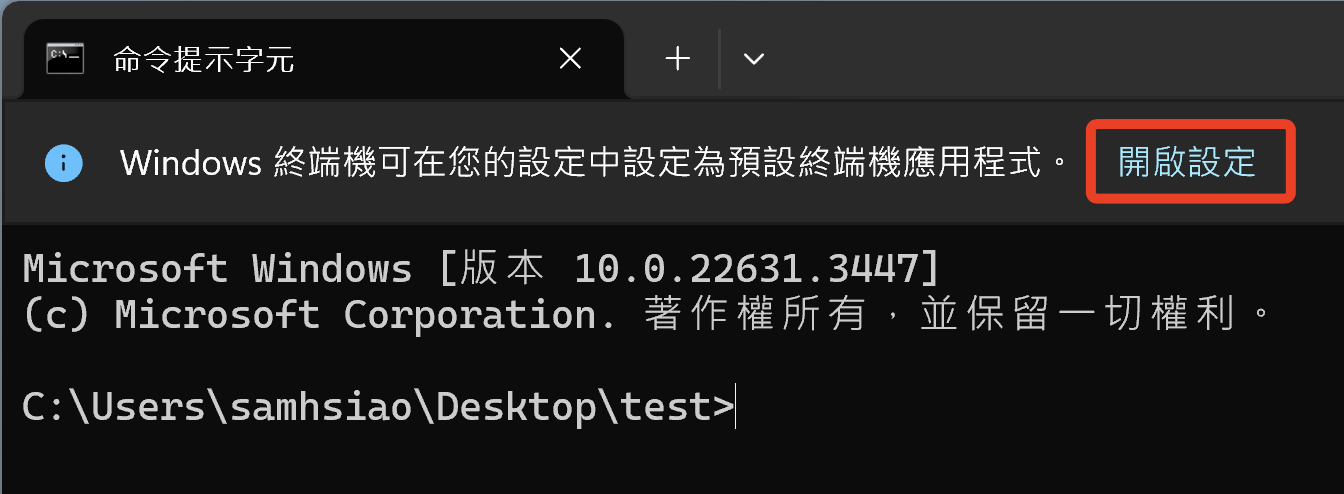 命令提示字元
Windows 終端機可在您的設定中設定為預設終端機應用程式。 開啟設定
Microsoft Windows [版本 10.0.22631.3447]
(c) Microsoft Corporation. 著作權所有，並保留一切權利。
C:\Users\samhsiao\Desktop\test>